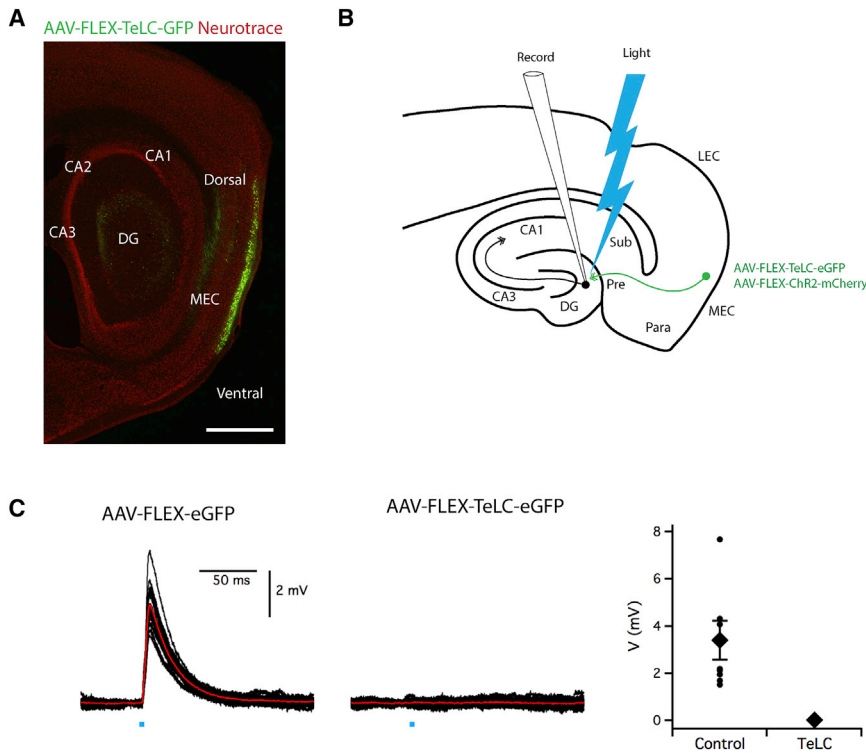 A
AAV-FLEX-TeLC-GFP Neurotrace
CA2
CA1
Dorsal
CA3
DG
MEC
Ventral
B
Record
Light
LEC
CA1
Sub
AAV-FLEX-TeLC-eGFP
AAV-FLEX-ChR2-mCherry
CA3
DG
Pre
MEC
Para
C
AAV-FLEX-eGFP
50 ms
2 mV
AAV-FLEX-TeLC-eGFP
V (mV)
8
6
4
2
0
Control
TeLC